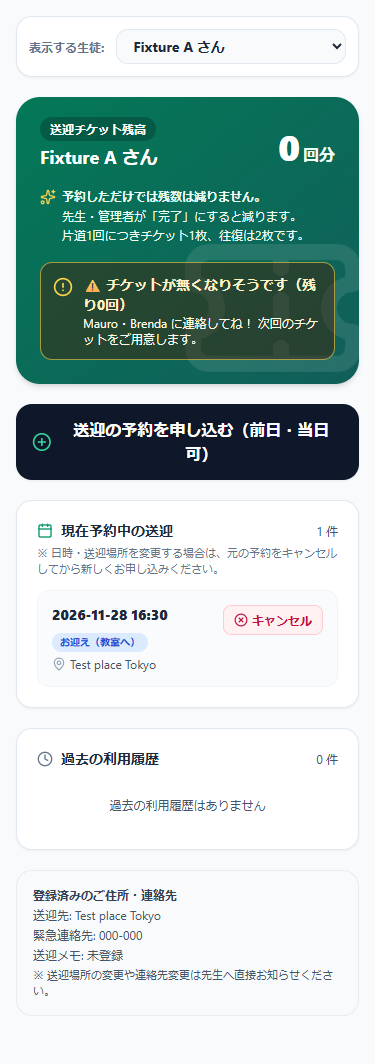 表示する生徒:
Fixture A さん
送迎チケット残高
Fixture A さん
0 回分
予約しただけでは残数は減りません。
先生・管理者が「完了」にすると減ります。
片道1回につきチケット1枚、往復は2枚です。
⚠️ チケットが無くなりそうです（残
り0回）
Mauro・Brenda に連絡してね！ 次回のチケ
ットをご用意します。
送迎の予約を申し込む（前日・当日
可）
現在予約中の送迎
1 件
※ 日時・送迎場所を変更する場合は、元の予約をキャンセル
してから新しくお申し込みください。
2026-11-28 16:30
キャンセル
お迎え（教室へ）
Test place Tokyo
過去の利用履歴
0 件
過去の利用履歴はありません
登録済みのご住所・連絡先
送迎先: Test place Tokyo
緊急連絡先: 000-000
送迎メモ: 未登録
※ 送迎場所の変更や連絡先変更は先生へ直接お知らせくださ
い。